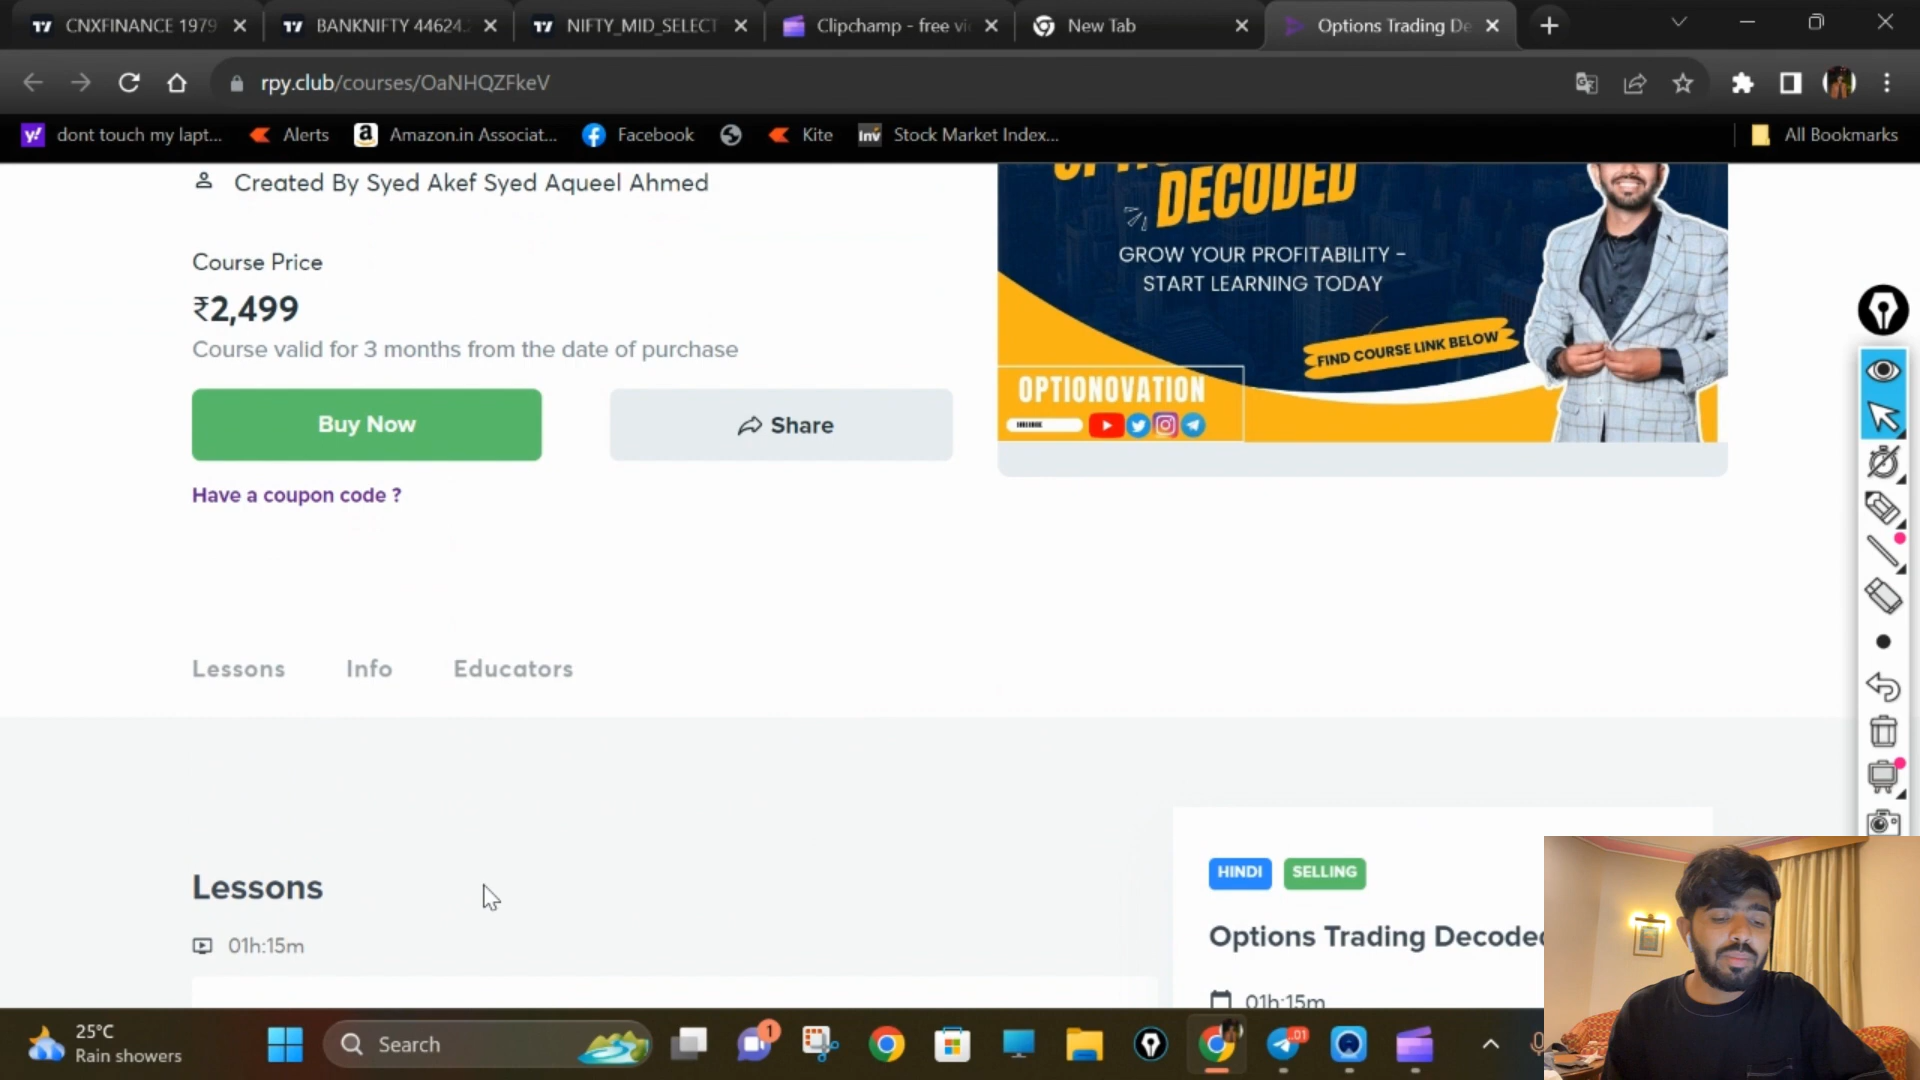 CNXFINANCE 1979
BANKNIFTY 44624.
NIFTY_MID_SELECT
Clipchamp - free vi
New Tab
Options Trading De
rpy.club/courses/OaNHQZFkeV
dont touch my lapt...
Alerts
Amazon.in Associat...
Facebook
Kite
Inv
Stock Market Index...
All Bookmarks
Created By Syed Akef Syed Aqueel Ahmed
Course Price
₹2,499
Course valid for 3 months from the date of purchase
Buy Now
Share
Have a coupon code ?
DECODED
GROW YOUR PROFITABILITY -
START LEARNING TODAY
FIND COURSE LINK BELOW
OPTIONOVATION
Lessons
Info
Educators
Lessons
01h:15m
HINDI
SELLING
Options Trading Decoded
01h:15m
25°C
Rain showers
Search
1